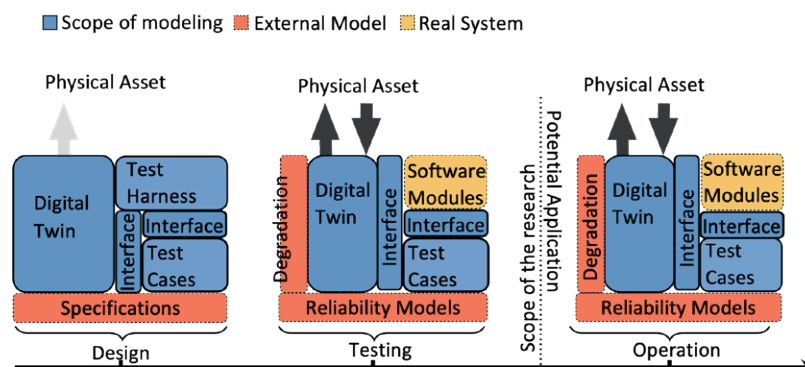 Scope of modeling External Model Real System
Physical Asset
Test
Harness
Digital
Twin
Interface
Interface
Test
Cases
Specifications
Design
Physical Asset
Degradation
Digital
Twin
Interface
Software
Modules
Interface
Test
Cases
Reliability Models
Testing
Scope of the research
Potential Application
Physical Asset
Degradation
Digital
Twin
Interface
Software
Modules
Interface
Test
Cases
Reliability Models
Operation